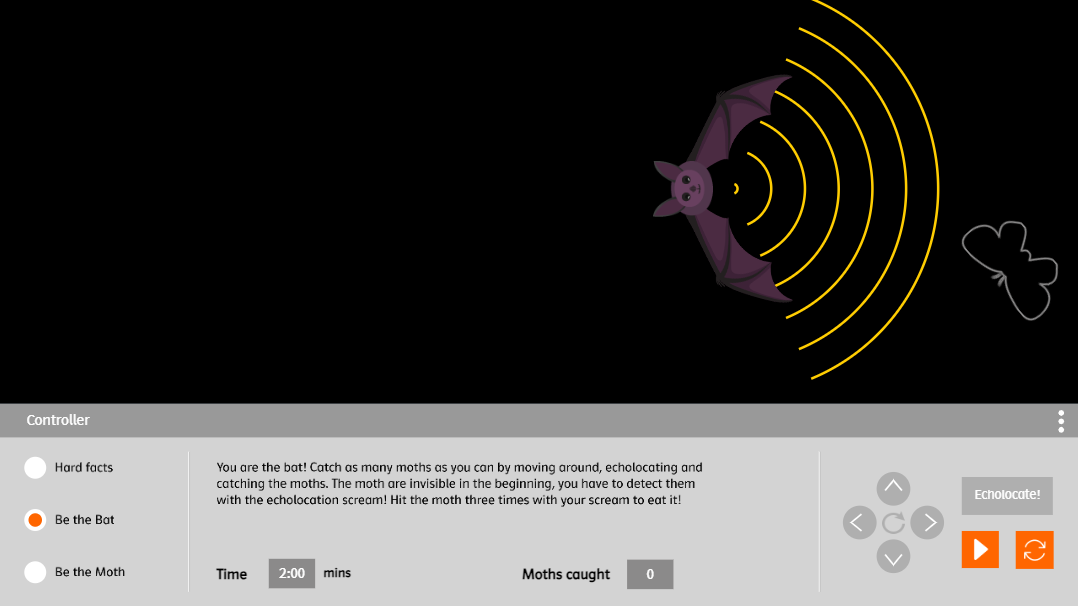 Controller
Hard facts
Be the Bat
Be the Moth
You are the bat! Catch as many moths as you can by moving around, echolocating and
catching the moths. The moth are invisible in the beginning, you have to detect them
with the echolocation scream! Hit the moth three times with your scream to eat it!
Time 2:00 mins
Moths caught 0
Echolocate!